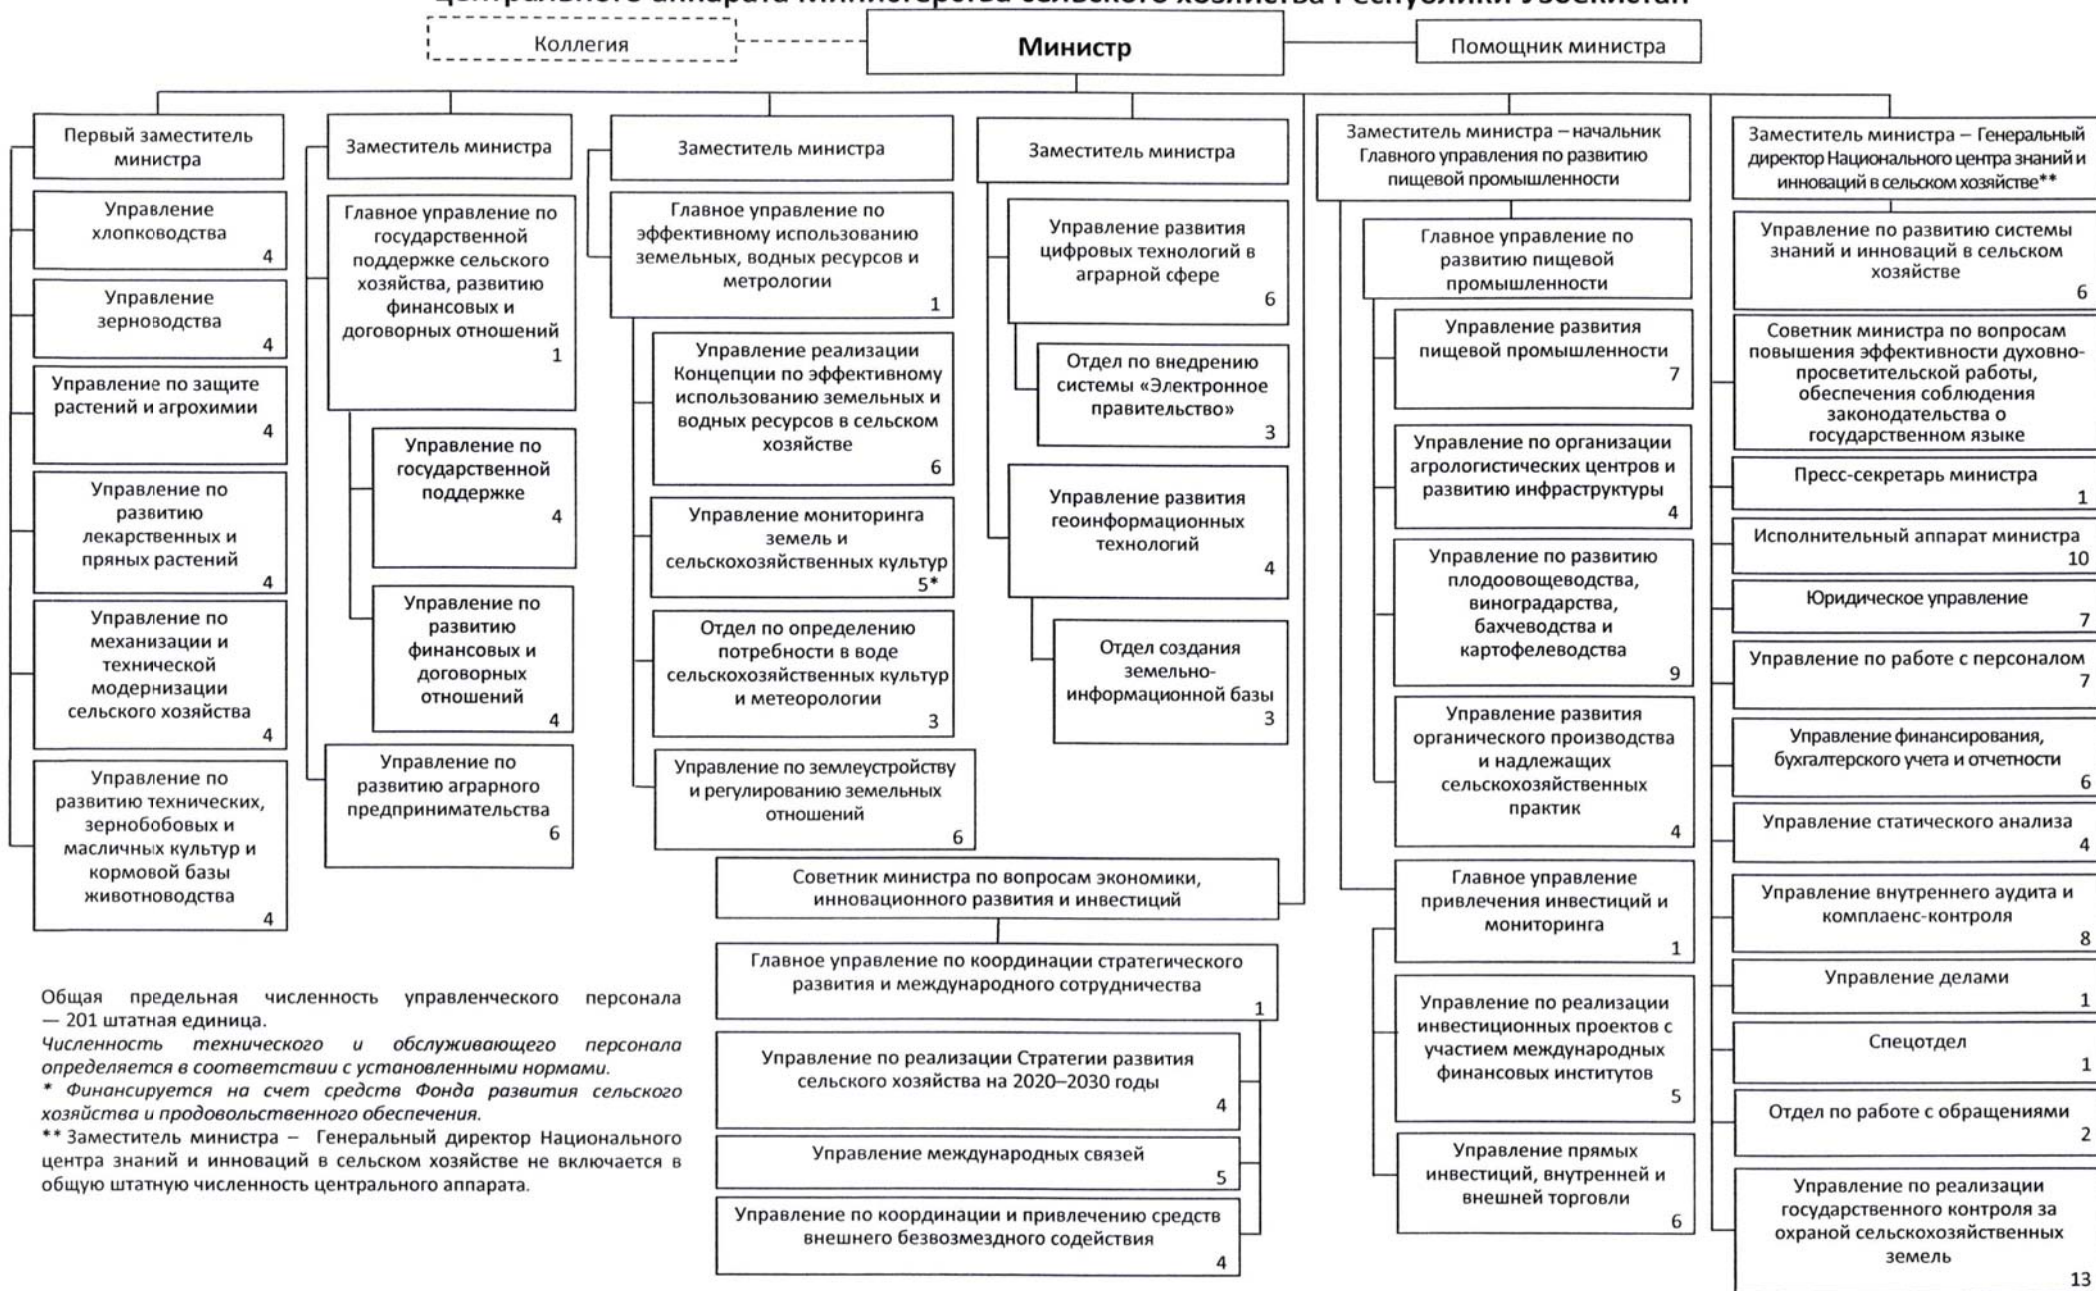 центрального аппарата Министерства сельского хозяйства Республики Узбекистан
Коллегия
Министр
Помощник министра
Первый заместитель
министра
Управление
хлопководства
4
Управление
зерноводства
4
Управление по защите
растений и агрохимии
4
Управление по
развитию
лекарственных и
пряных растений
4
Управление по
механизации и
технической
модернизации
сельского хозяйства
4
Управление по
развитию технических,
зернобобовых и
масличных культур и
кормовой базы
животноводства
4
Заместитель министра
Главное управление по
государственной
поддержке сельского
хозяйства, развитию
финансовых и
договорных отношений
1
Управление по
государственной
поддержке
4
Управление по
развитию
финансовых и
договорных
отношений
4
Управление по
развитию аграрного
предпринимательства
6
Заместитель министра
Главное управление по
эффективному использованию
земельных, водных ресурсов и
метрологии
1
Управление реализации
Концепции по эффективному
использованию земельных и
водных ресурсов в сельском
хозяйстве
6
Управление мониторинга
земель и
сельскохозяйственных культур
5*
Отдел по определению
потребности в воде
сельскохозяйственных культур
и метеорологии
3
Управление по землеустройству
и регулированию земельных
отношений
6
Заместитель министра
Управление развития
цифровых технологий в
аграрной сфере
6
Отдел по внедрению
системы «Электронное
правительство»
3
Управление развития
геоинформационных
технологий
4
Отдел создания
земельно-
информационной базы
3
Советник министра по вопросам экономики,
инновационного развития и инвестиций
Главное управление по координации стратегического
развития и международного сотрудничества
1
Управление по реализации Стратегии развития
сельского хозяйства на 2020–2030 годы
4
Управление международных связей
5
Управление по координации и привлечению средств
внешнего безвозмездного содействия
4
Заместитель министра – начальник
Главного управления по развитию
пищевой промышленности
Главное управление по
развитию пищевой
промышленности
Управление развития
пищевой промышленности
7
Управление по организации
агрологистических центров и
развитию инфраструктуры
4
Управление по развитию
плодоовощеводства,
виноградарства,
бахчеводства и
картофелеводства
9
Управление развития
органического производства
и надлежащих
сельскохозяйственных
практик
4
Главное управление
привлечения инвестиций и
мониторинга
1
Управление по реализации
инвестиционных проектов с
участием международных
финансовых институтов
5
Управление прямых
инвестиций, внутренней и
внешней торговли
6
Заместитель министра – Генеральный
директор Национального центра знаний и
инноваций в сельском хозяйстве**
Управление по развитию системы
знаний и инноваций в сельском
хозяйстве
6
Советник министра по вопросам
повышения эффективности духовно-
просветительской работы,
обеспечения соблюдения
законодательства о
государственном языке
Пресс-секретарь министра
1
Исполнительный аппарат министра
10
Юридическое управление
7
Управление по работе с персоналом
7
Управление финансирования,
бухгалтерского учета и отчетности
6
Управление статического анализа
4
Управление внутреннего аудита и
комплаенс-контроля
8
Управление делами
1
Спецотдел
1
Отдел по работе с обращениями
2
Управление по реализации
государственного контроля за
охраной сельскохозяйственных
земель
13
Общая предельная численность управленческого персонала
— 201 штатная единица.
Численность технического и обслуживающего персонала
определяется в соответствии с установленными нормами.
* Финансируется на счет средств Фонда развития сельского
хозяйства и продовольственного обеспечения.
** Заместитель министра – Генеральный директор Национального
центра знаний и инноваций в сельском хозяйстве не включается в
общую штатную численность центрального аппарата.